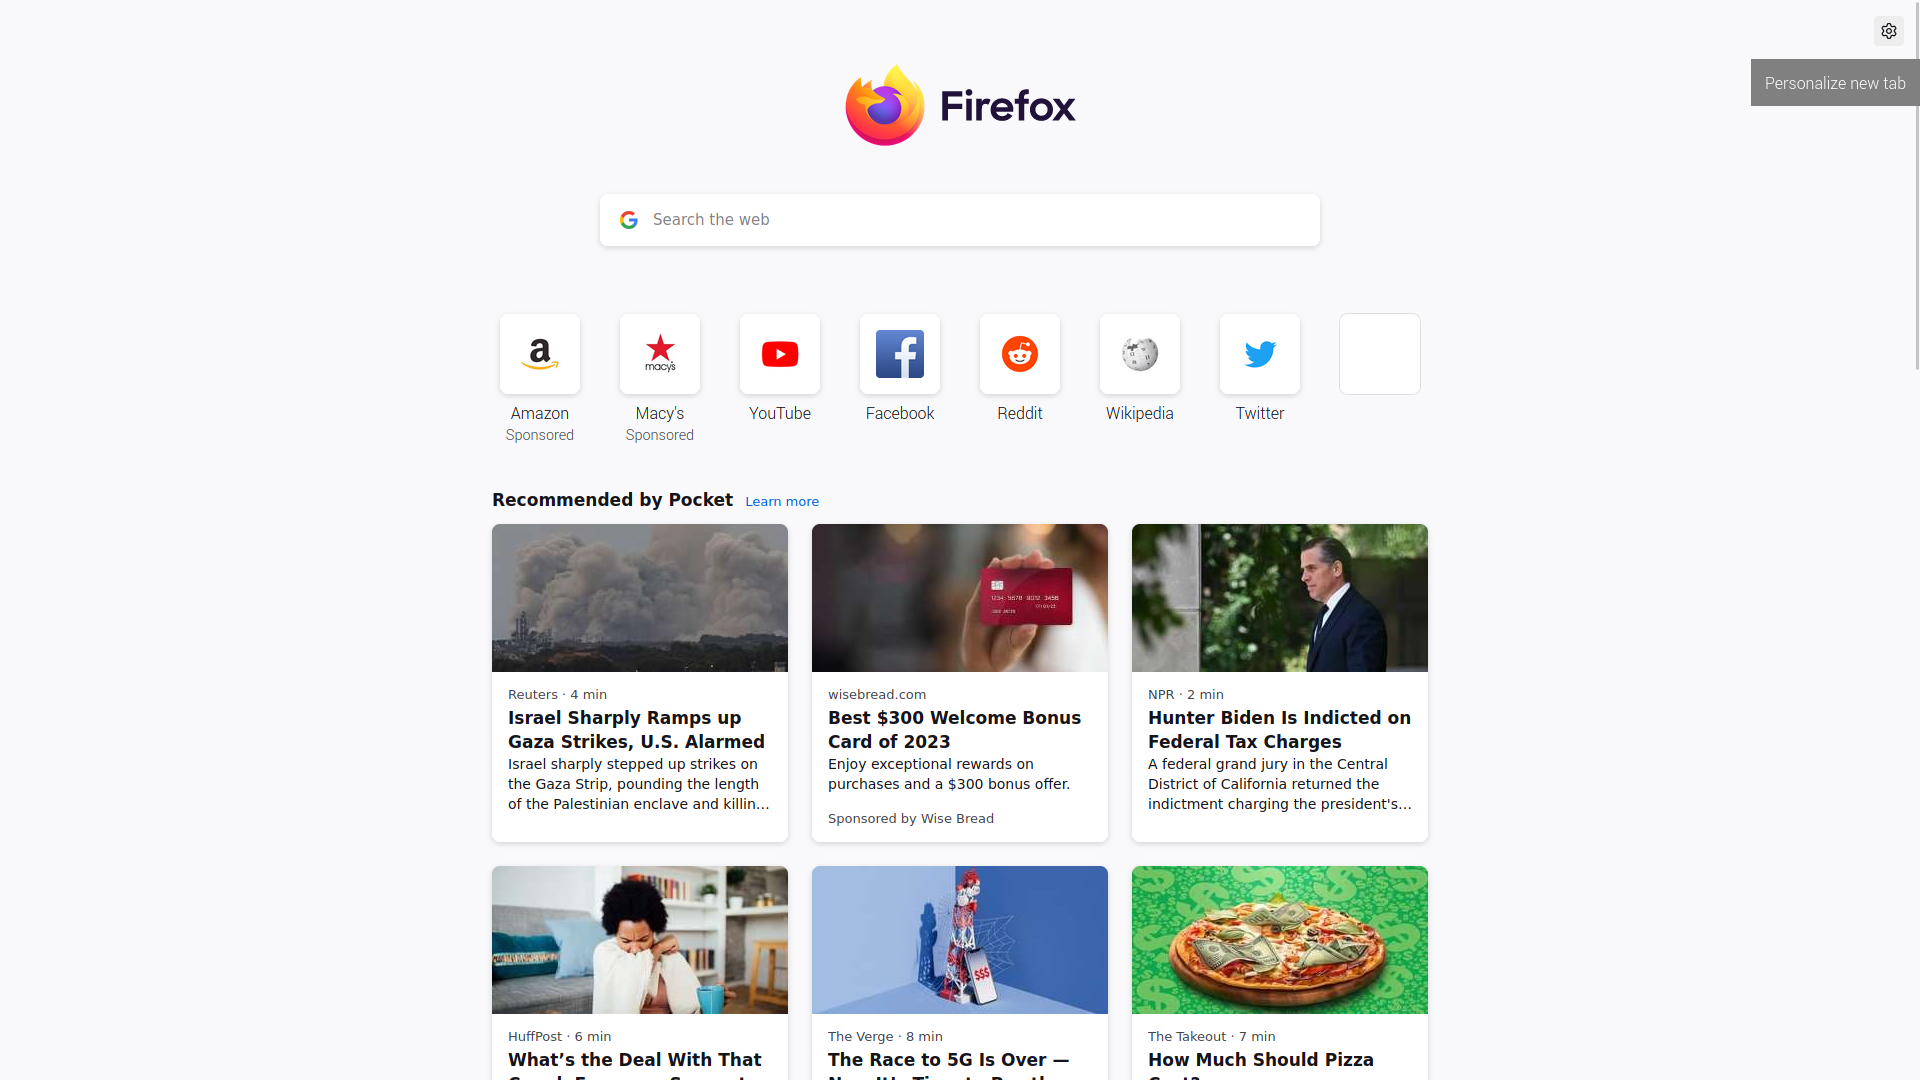 Personalize new tab
Firefox
Search the web
macy's
Amazon
Sponsored
Macy's
Sponsored
YouTube
Facebook
Reddit
Wikipedia
Twitter
Recommended by Pocket Learn more
Reuters · 4 min
Israel Sharply Ramps up
Gaza Strikes, U.S. Alarmed
Israel sharply stepped up strikes on
the Gaza Strip, pounding the length
of the Palestinian enclave and killin…
wisebread.com
Best $300 Welcome Bonus
Card of 2023
Enjoy exceptional rewards on
purchases and a $300 bonus offer.
Sponsored by Wise Bread
NPR · 2 min
Hunter Biden Is Indicted on
Federal Tax Charges
A federal grand jury in the Central
District of California returned the
indictment charging the president's…
$$$
HuffPost · 6 min
What’s the Deal With That
The Verge · 8 min
The Race to 5G Is Over —
The Takeout · 7 min
How Much Should Pizza